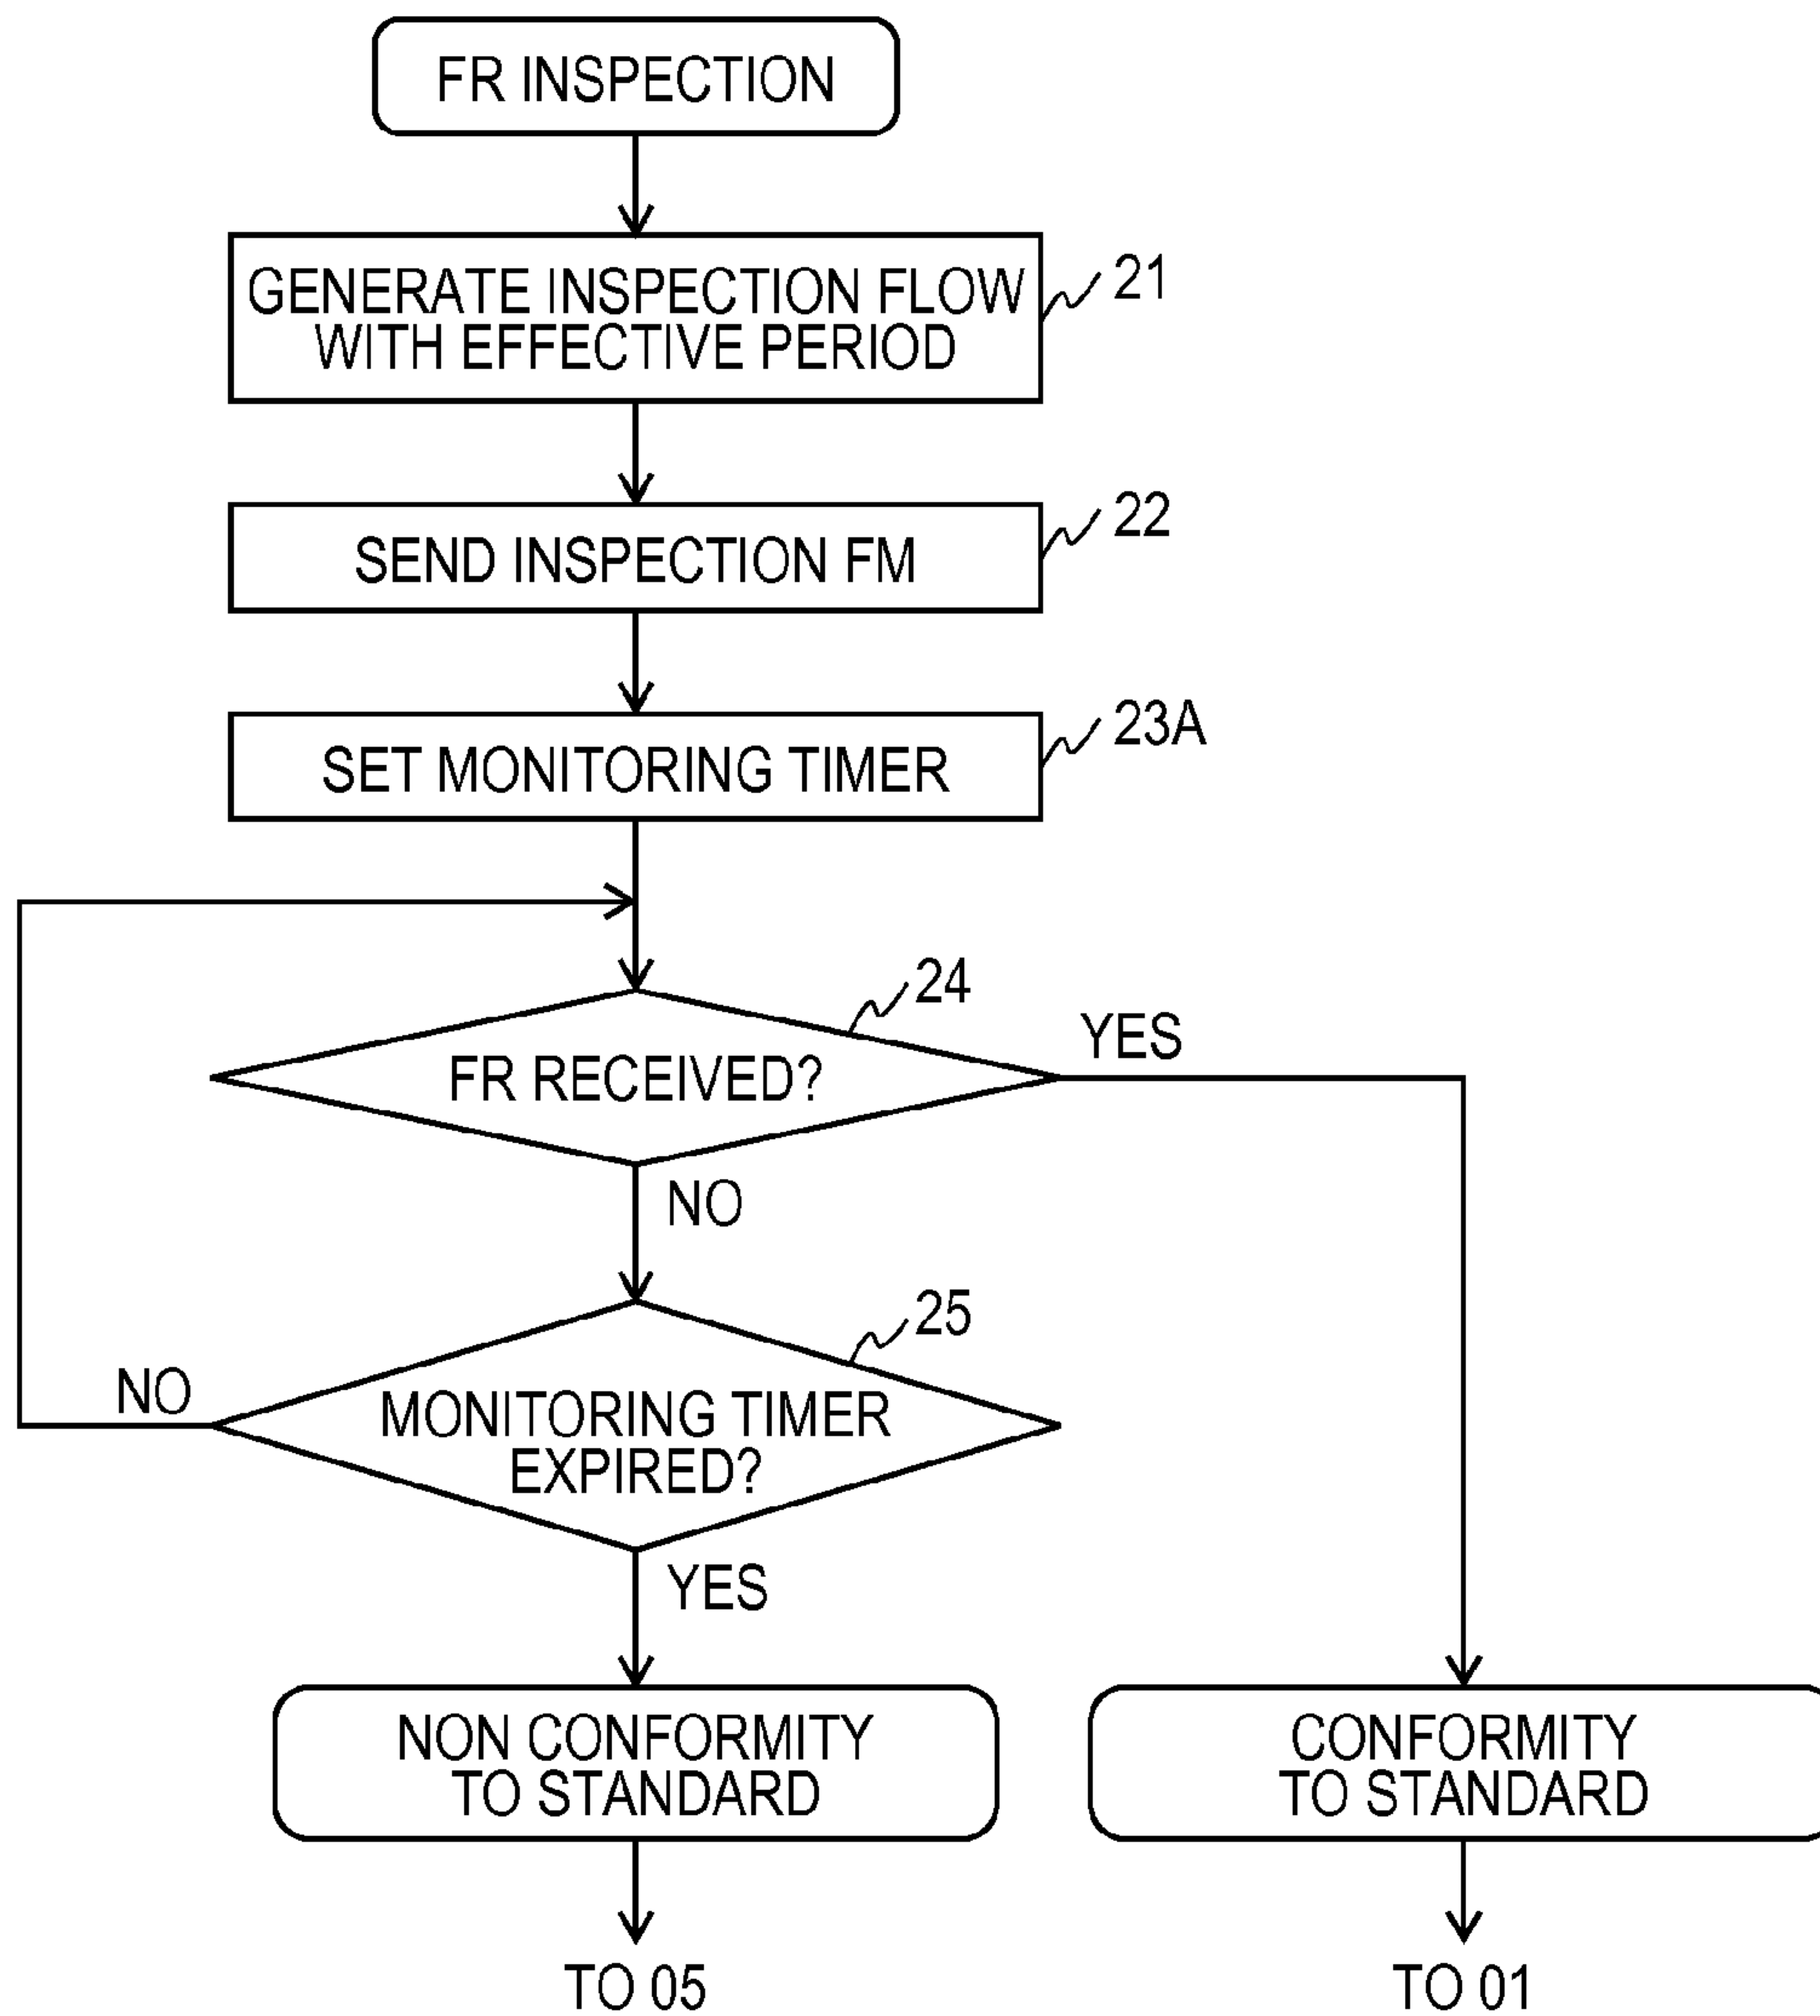 FR INSPECTION
GENERATE INSPECTION FLOW
WITH EFFECTIVE PERIOD
21
SEND INSPECTION FM
22
SET MONITORING TIMER
23A
24
FR RECEIVED?
YES
NO
25
MONITORING TIMER
EXPIRED?
NO
YES
NON CONFORMITY
TO STANDARD
CONFORMITY
TO STANDARD
TO 05
TO 01